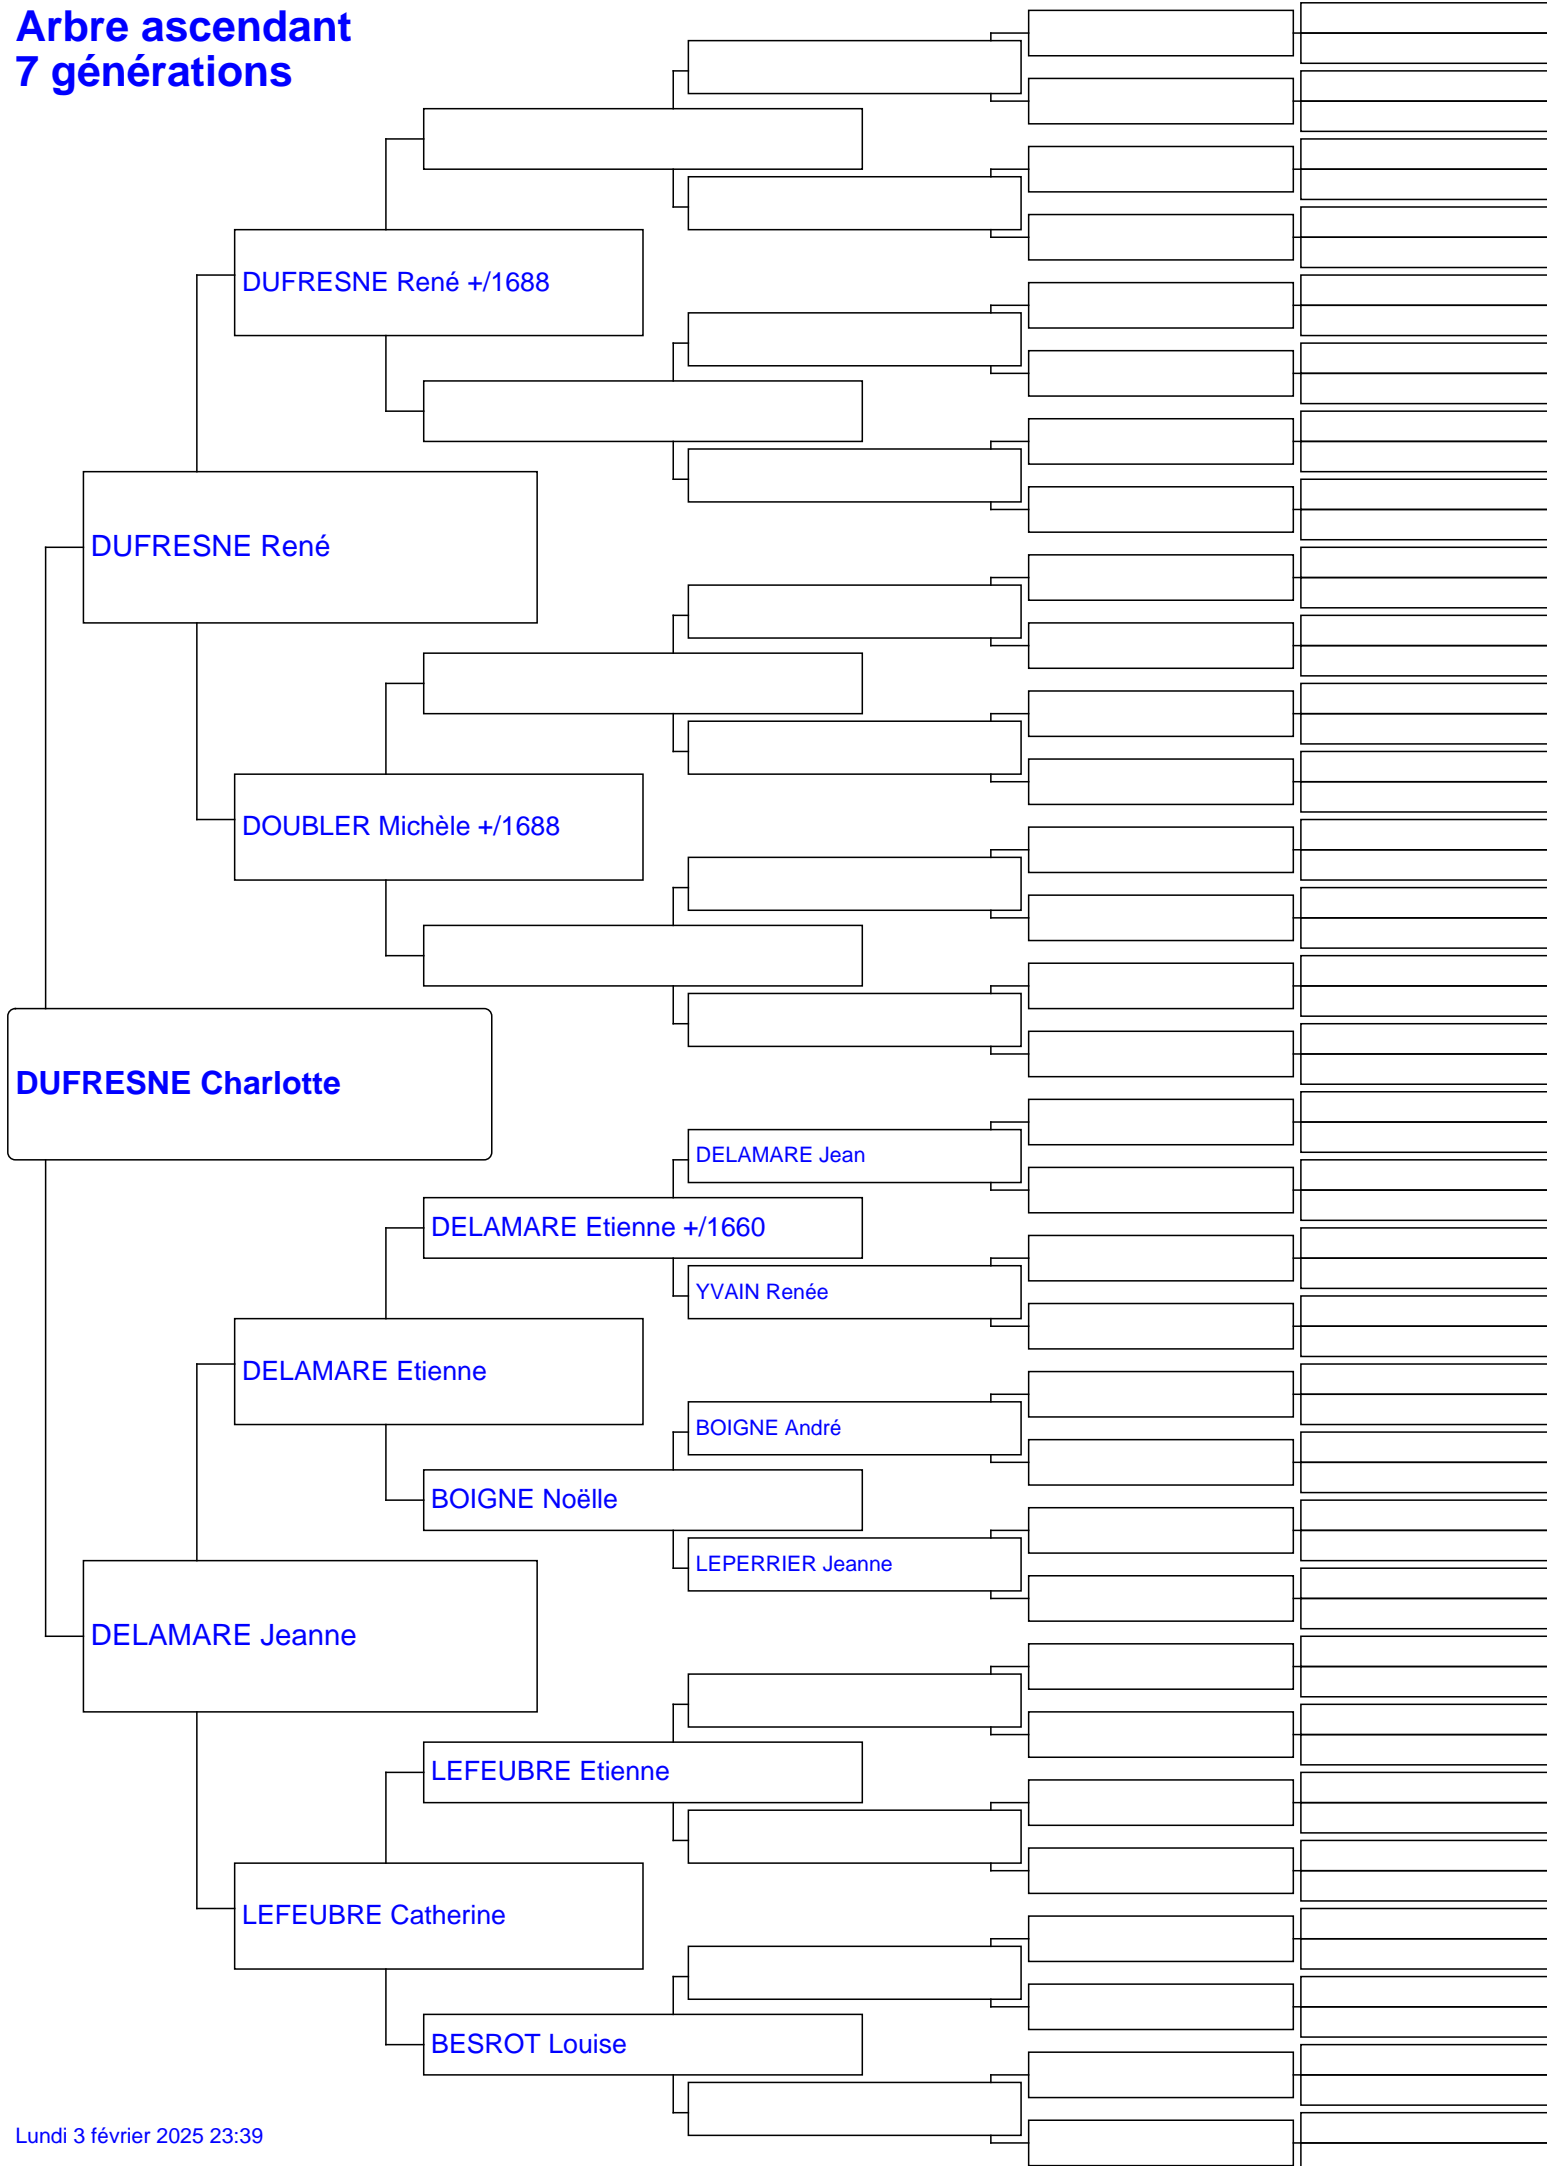 Arbre ascendant
7 générations
DUFRESNE René +/1688
DUFRESNE René
DOUBLER Michèle +/1688
DUFRESNE Charlotte
DELAMARE Jean
DELAMARE Etienne +/1660
YVAIN Renée
DELAMARE Etienne
BOIGNE André
BOIGNE Noëlle
LEPERRIER Jeanne
DELAMARE Jeanne
LEFEUBRE Etienne
LEFEUBRE Catherine
BESROT Louise
Lundi 3 février 2025 23:39